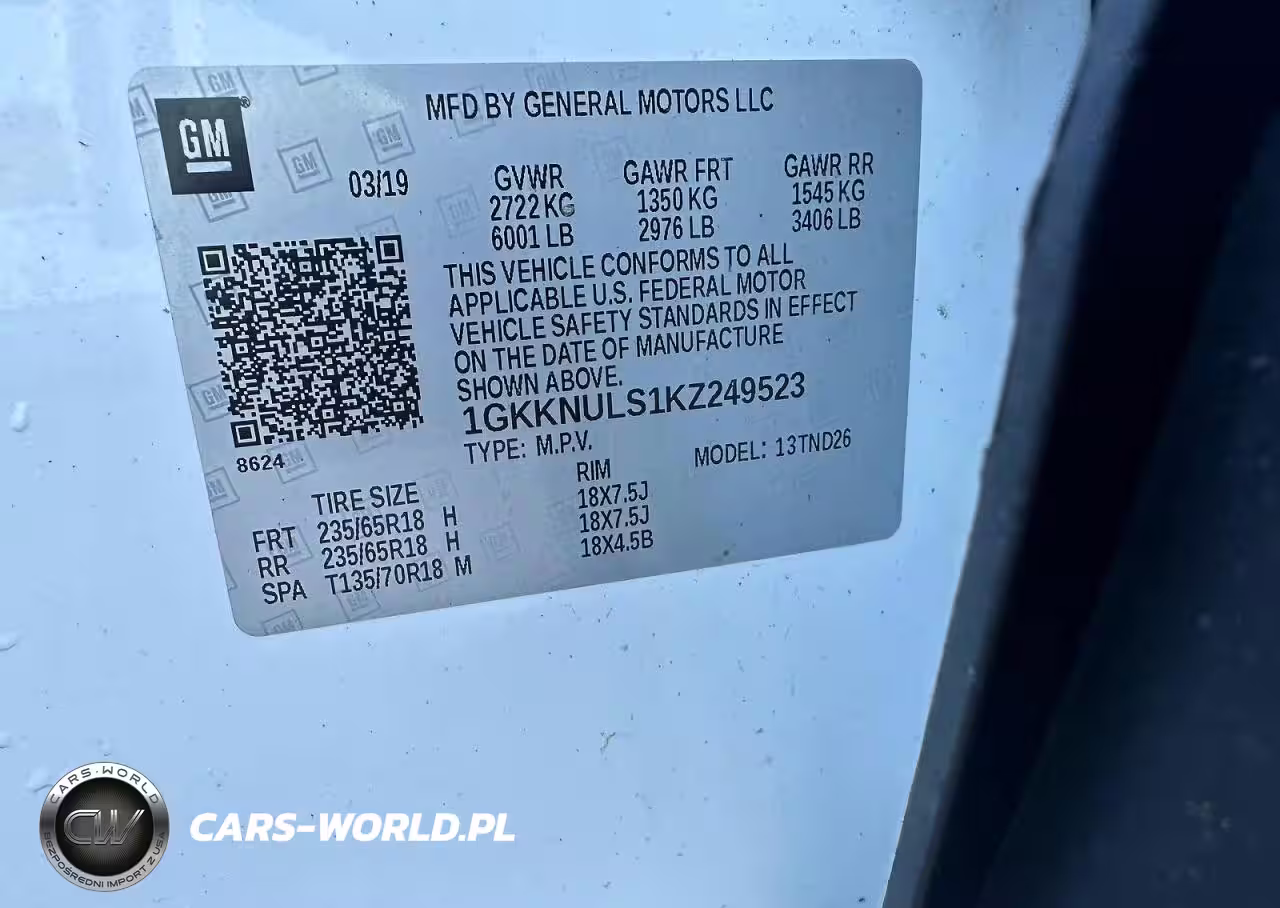 GM
MFD BY GENERAL MOTORS LLC
03/19
GVWR GAWR FRT GAWR RR
2722 KG 1350 KG 1545 KG
6001 LB 2976 LB 3406 LB
THIS VEHICLE CONFORMS TO ALL
APPLICABLE U.S. FEDERAL MOTOR
VEHICLE SAFETY STANDARDS IN EFFECT
ON THE DATE OF MANUFACTURE
SHOWN ABOVE.
1GKKNULS1KZ249523
TYPE: M.P.V. MODEL: 13TND26
8624
TIRE SIZE RIM
FRT 235/65R18 H 18X7.5J
RR 235/65R18 H 18X7.5J
SPA T135/70R18 M 18X4.5B
CARS-WORLD
CW
BEZPOŚREDNI IMPORT Z USA
CARS-WORLD.PL